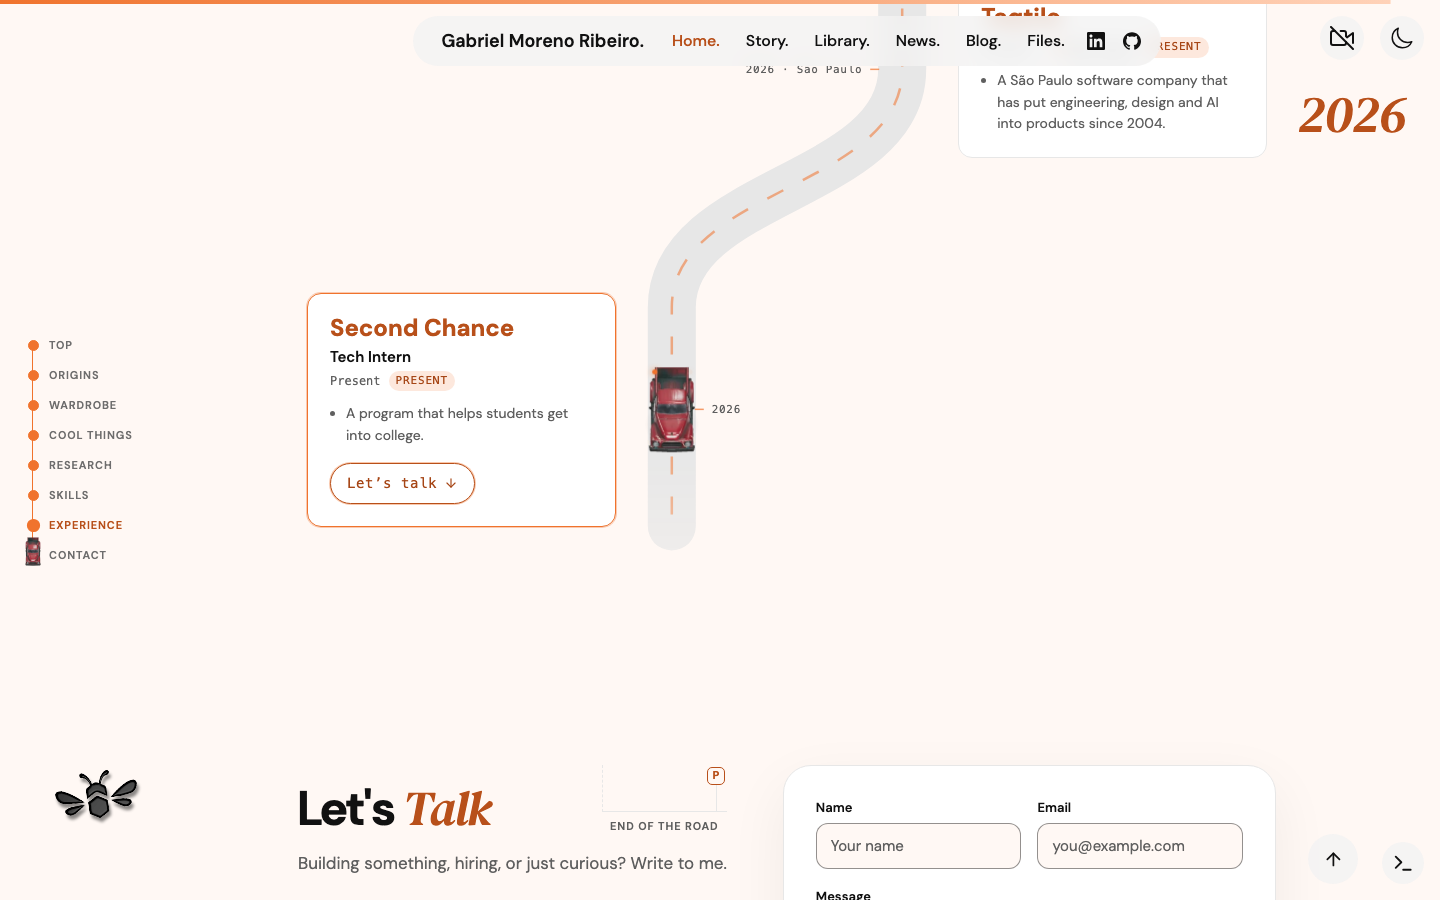 Gabriel Moreno Ribeiro.
Home.
Story.
Library.
News.
Blog.
Files.
2026 · São Paulo
A São Paulo software company that
has put engineering, design and AI
into products since 2004.
2026
Second Chance
Tech Intern
Present PRESENT
A program that helps students get
into college.
Let’s talk ↓
2026
TOP
ORIGINS
WARDROBE
COOL THINGS
RESEARCH
SKILLS
EXPERIENCE
CONTACT
Let's Talk
P
END OF THE ROAD
Building something, hiring, or just curious? Write to me.
Name
Your name
Email
you@example.com
Message